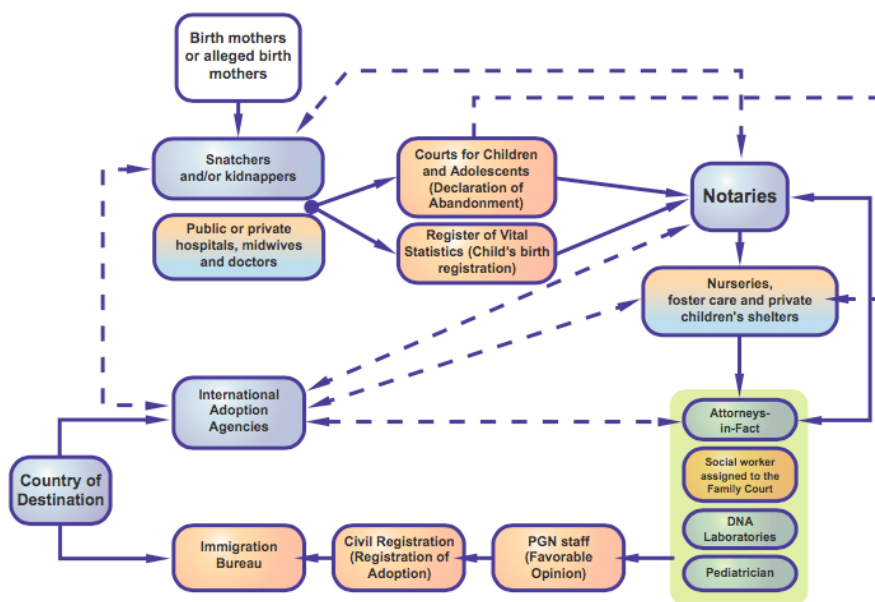 Birth mothers
or alleged birth
mothers
Snatchers
and/or kidnappers
Public or private
hospitals, midwives
and doctors
Courts for Children
and Adolescents
(Declaration of
Abandonment)
Register of Vital
Statistics (Child's birth
registration)
Notaries
Nurseries,
foster care and private
children's shelters
International
Adoption
Agencies
Attorneys-
in-Fact
Social worker
assigned to the
Family Court
DNA
Laboratories
Pediatrician
Country of
Destination
Immigration
Bureau
Civil Registration
(Registration of
Adoption)
PGN staff
(Favorable
Opinion)